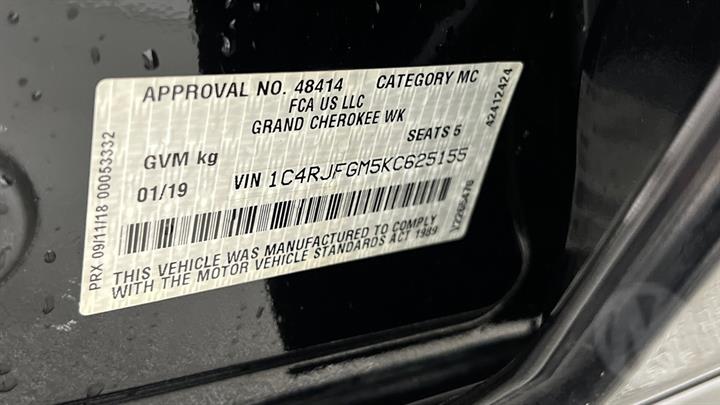 APPROVAL NO. 48414 CATEGORY MC
FCA US LLC
GRAND CHEROKEE WK
SEATS 5
GVM kg
01/19 VIN 1C4RJFGM5KC625155
THIS VEHICLE WAS MANUFACTURED TO COMPLY
WITH THE MOTOR VEHICLE STANDARDS ACT 1989
PRX 09/11/18 00053332
42412424